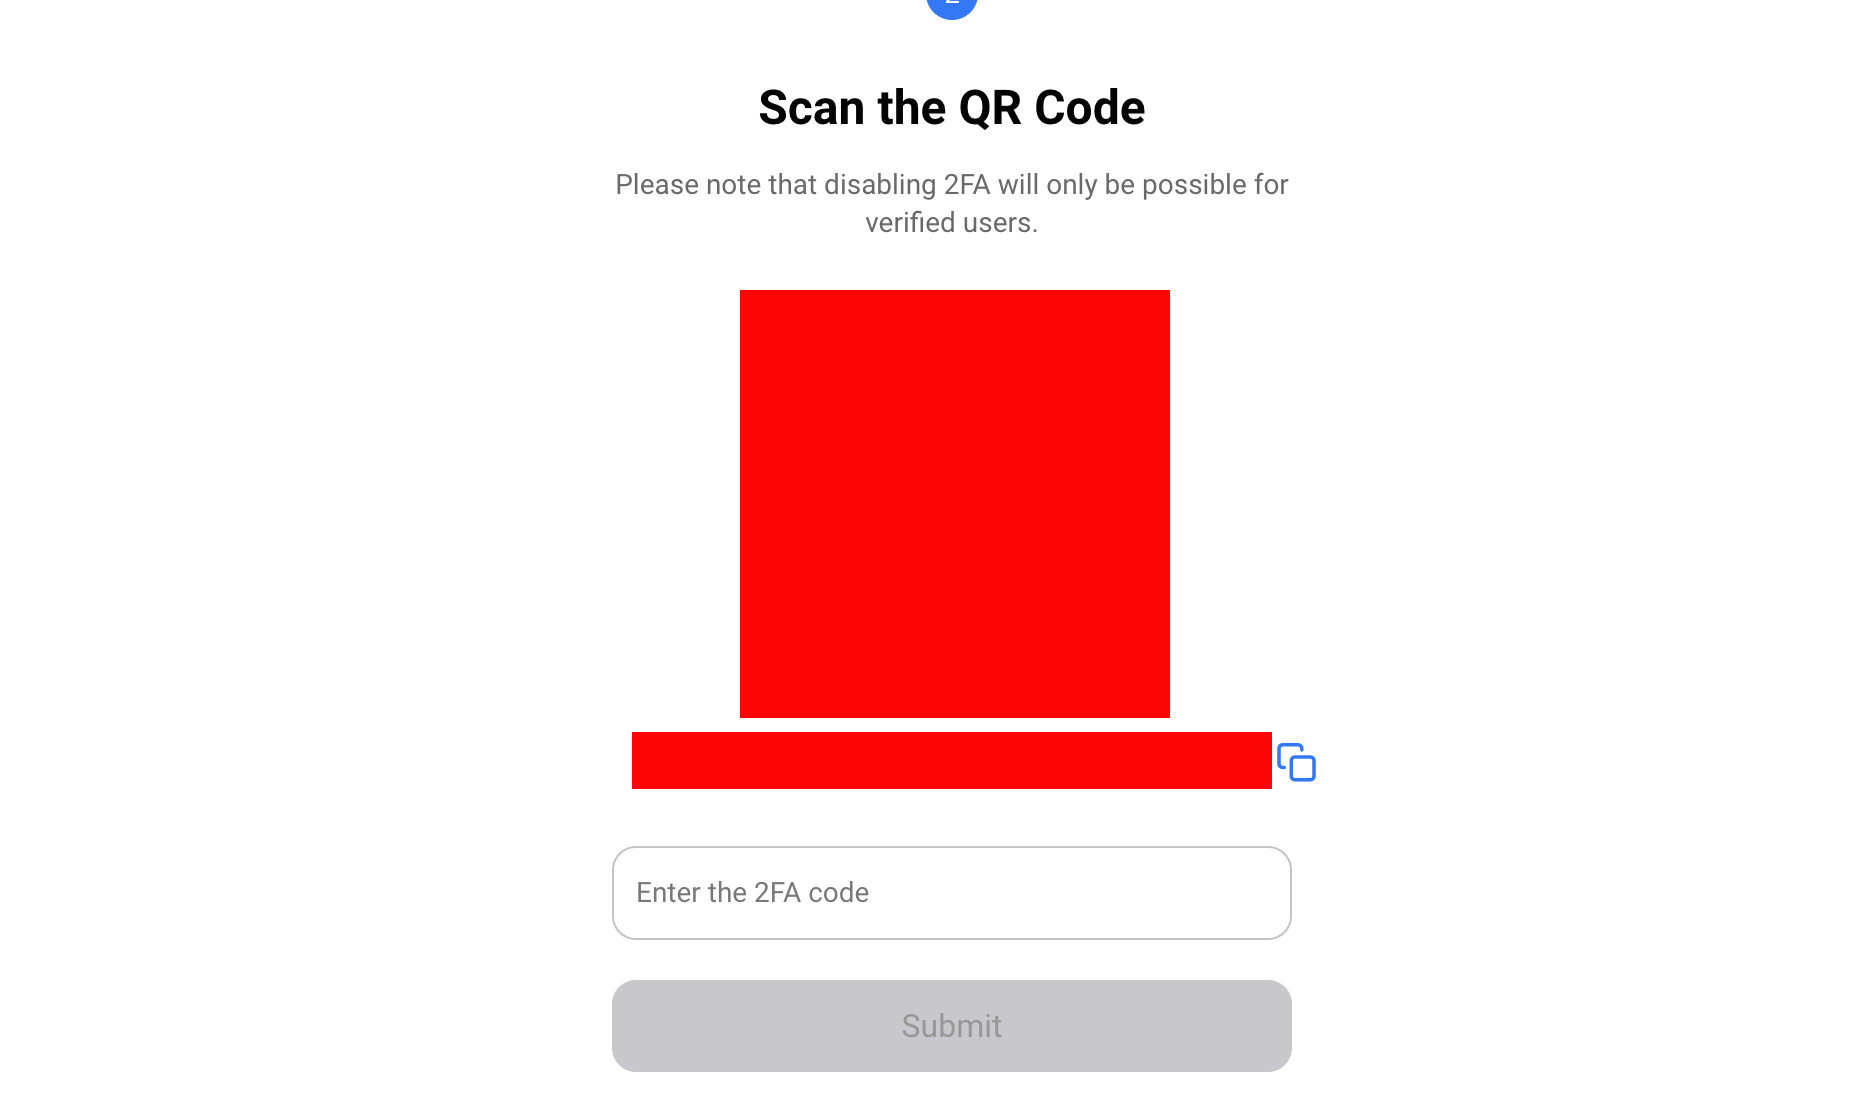 Scan the QR Code
Please note that disabling 2FA will only be possible for
verified users.
Enter the 2FA code
Submit